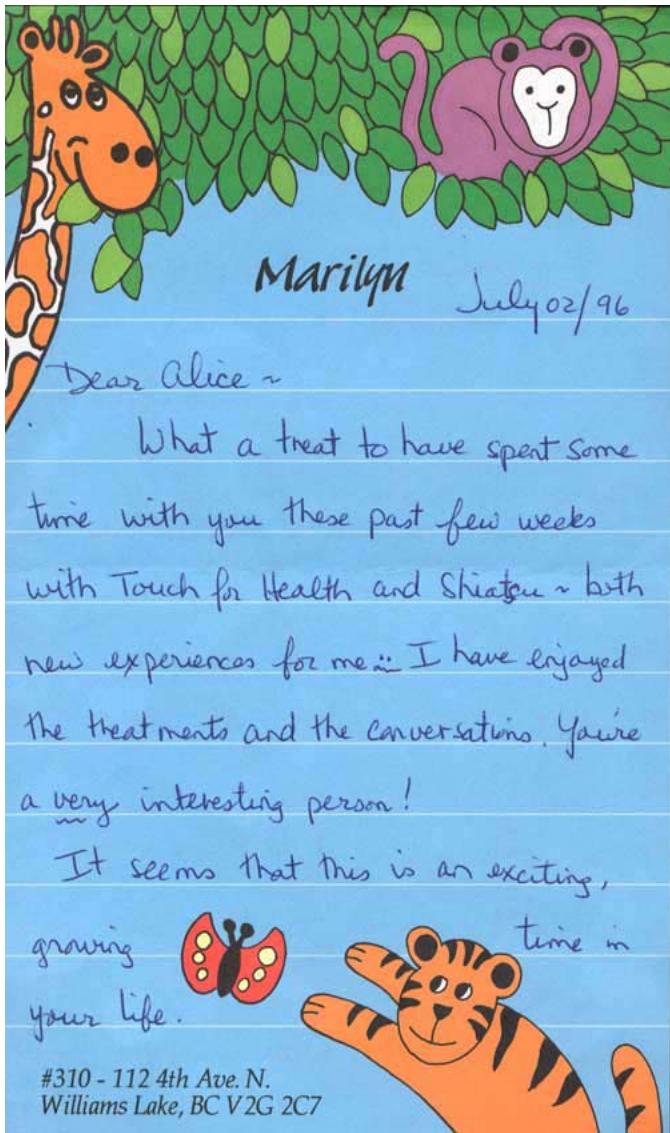 Marilyn
July 02/96
Dear Alice ~
What a treat to have spent some
time with you these past few weeks
with Touch for Health and Shiatsu ~ both
new experiences for me I have enjoyed
the treatments and the conversations. You're
a very interesting person!
It seems that this is an exciting,
growing time in
your life.
#310 - 112 4th Ave. N.
Williams Lake, BC V2G 2C7